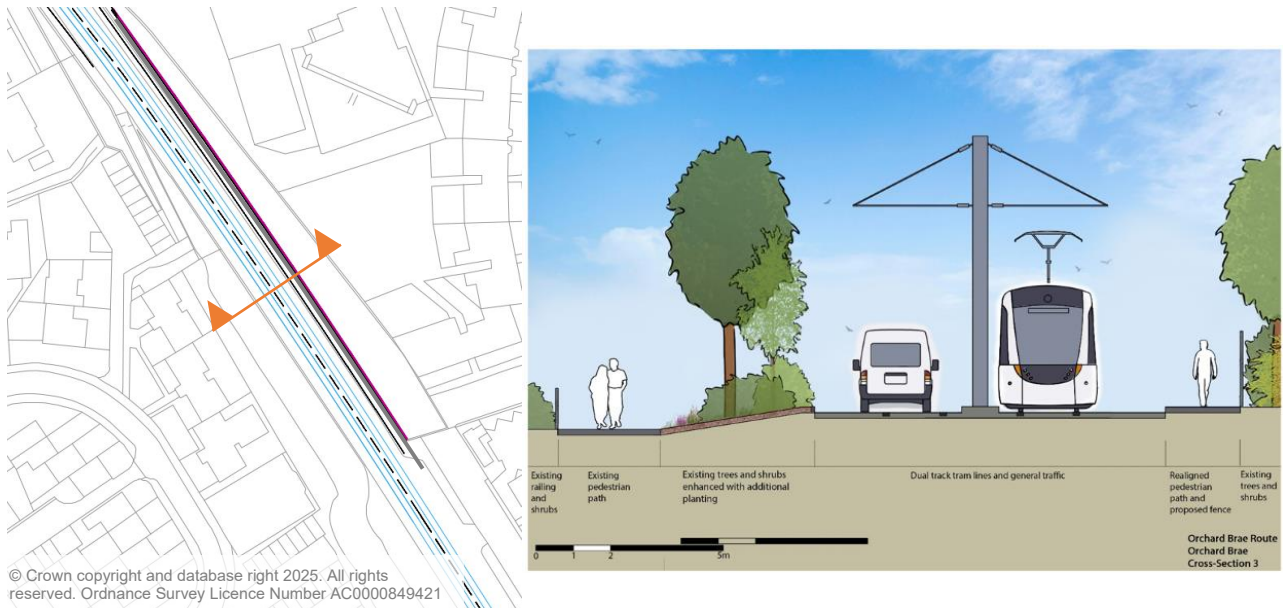 © Crown copyright and database right 2025. All rights
reserved. Ordnance Survey Licence Number AC0000849421
Existing
railing
and
shrubs
Existing
pedestrian
path
Existing trees and shrubs
enhanced with additional
planting
Dual track tram lines and general traffic
Realigned
pedestrian
path and
proposed fence
Existing
trees and
shrubs
0 1 2 5m
Orchard Brae Route
Orchard Brae
Cross-Section 3